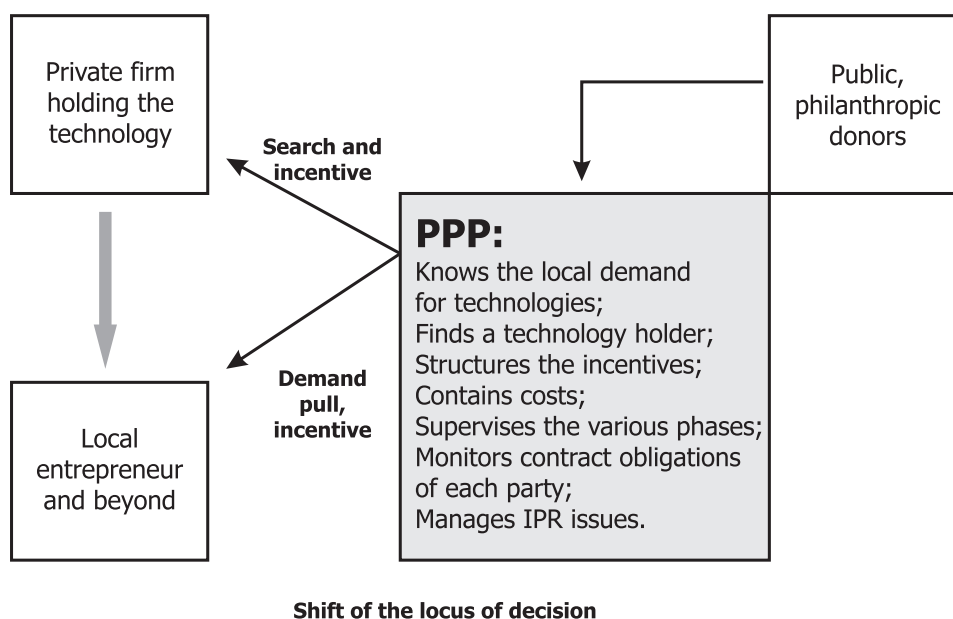 Private firm
holding the
technology
Public,
philanthropic
donors
Search and
incentive
PPP:
Knows the local demand
for technologies;
Finds a technology holder;
Structures the incentives;
Contains costs;
Supervises the various phases;
Monitors contract obligations
of each party;
Manages IPR issues.
Demand
pull,
incentive
Local
entrepreneur
and beyond
Shift of the locus of decision